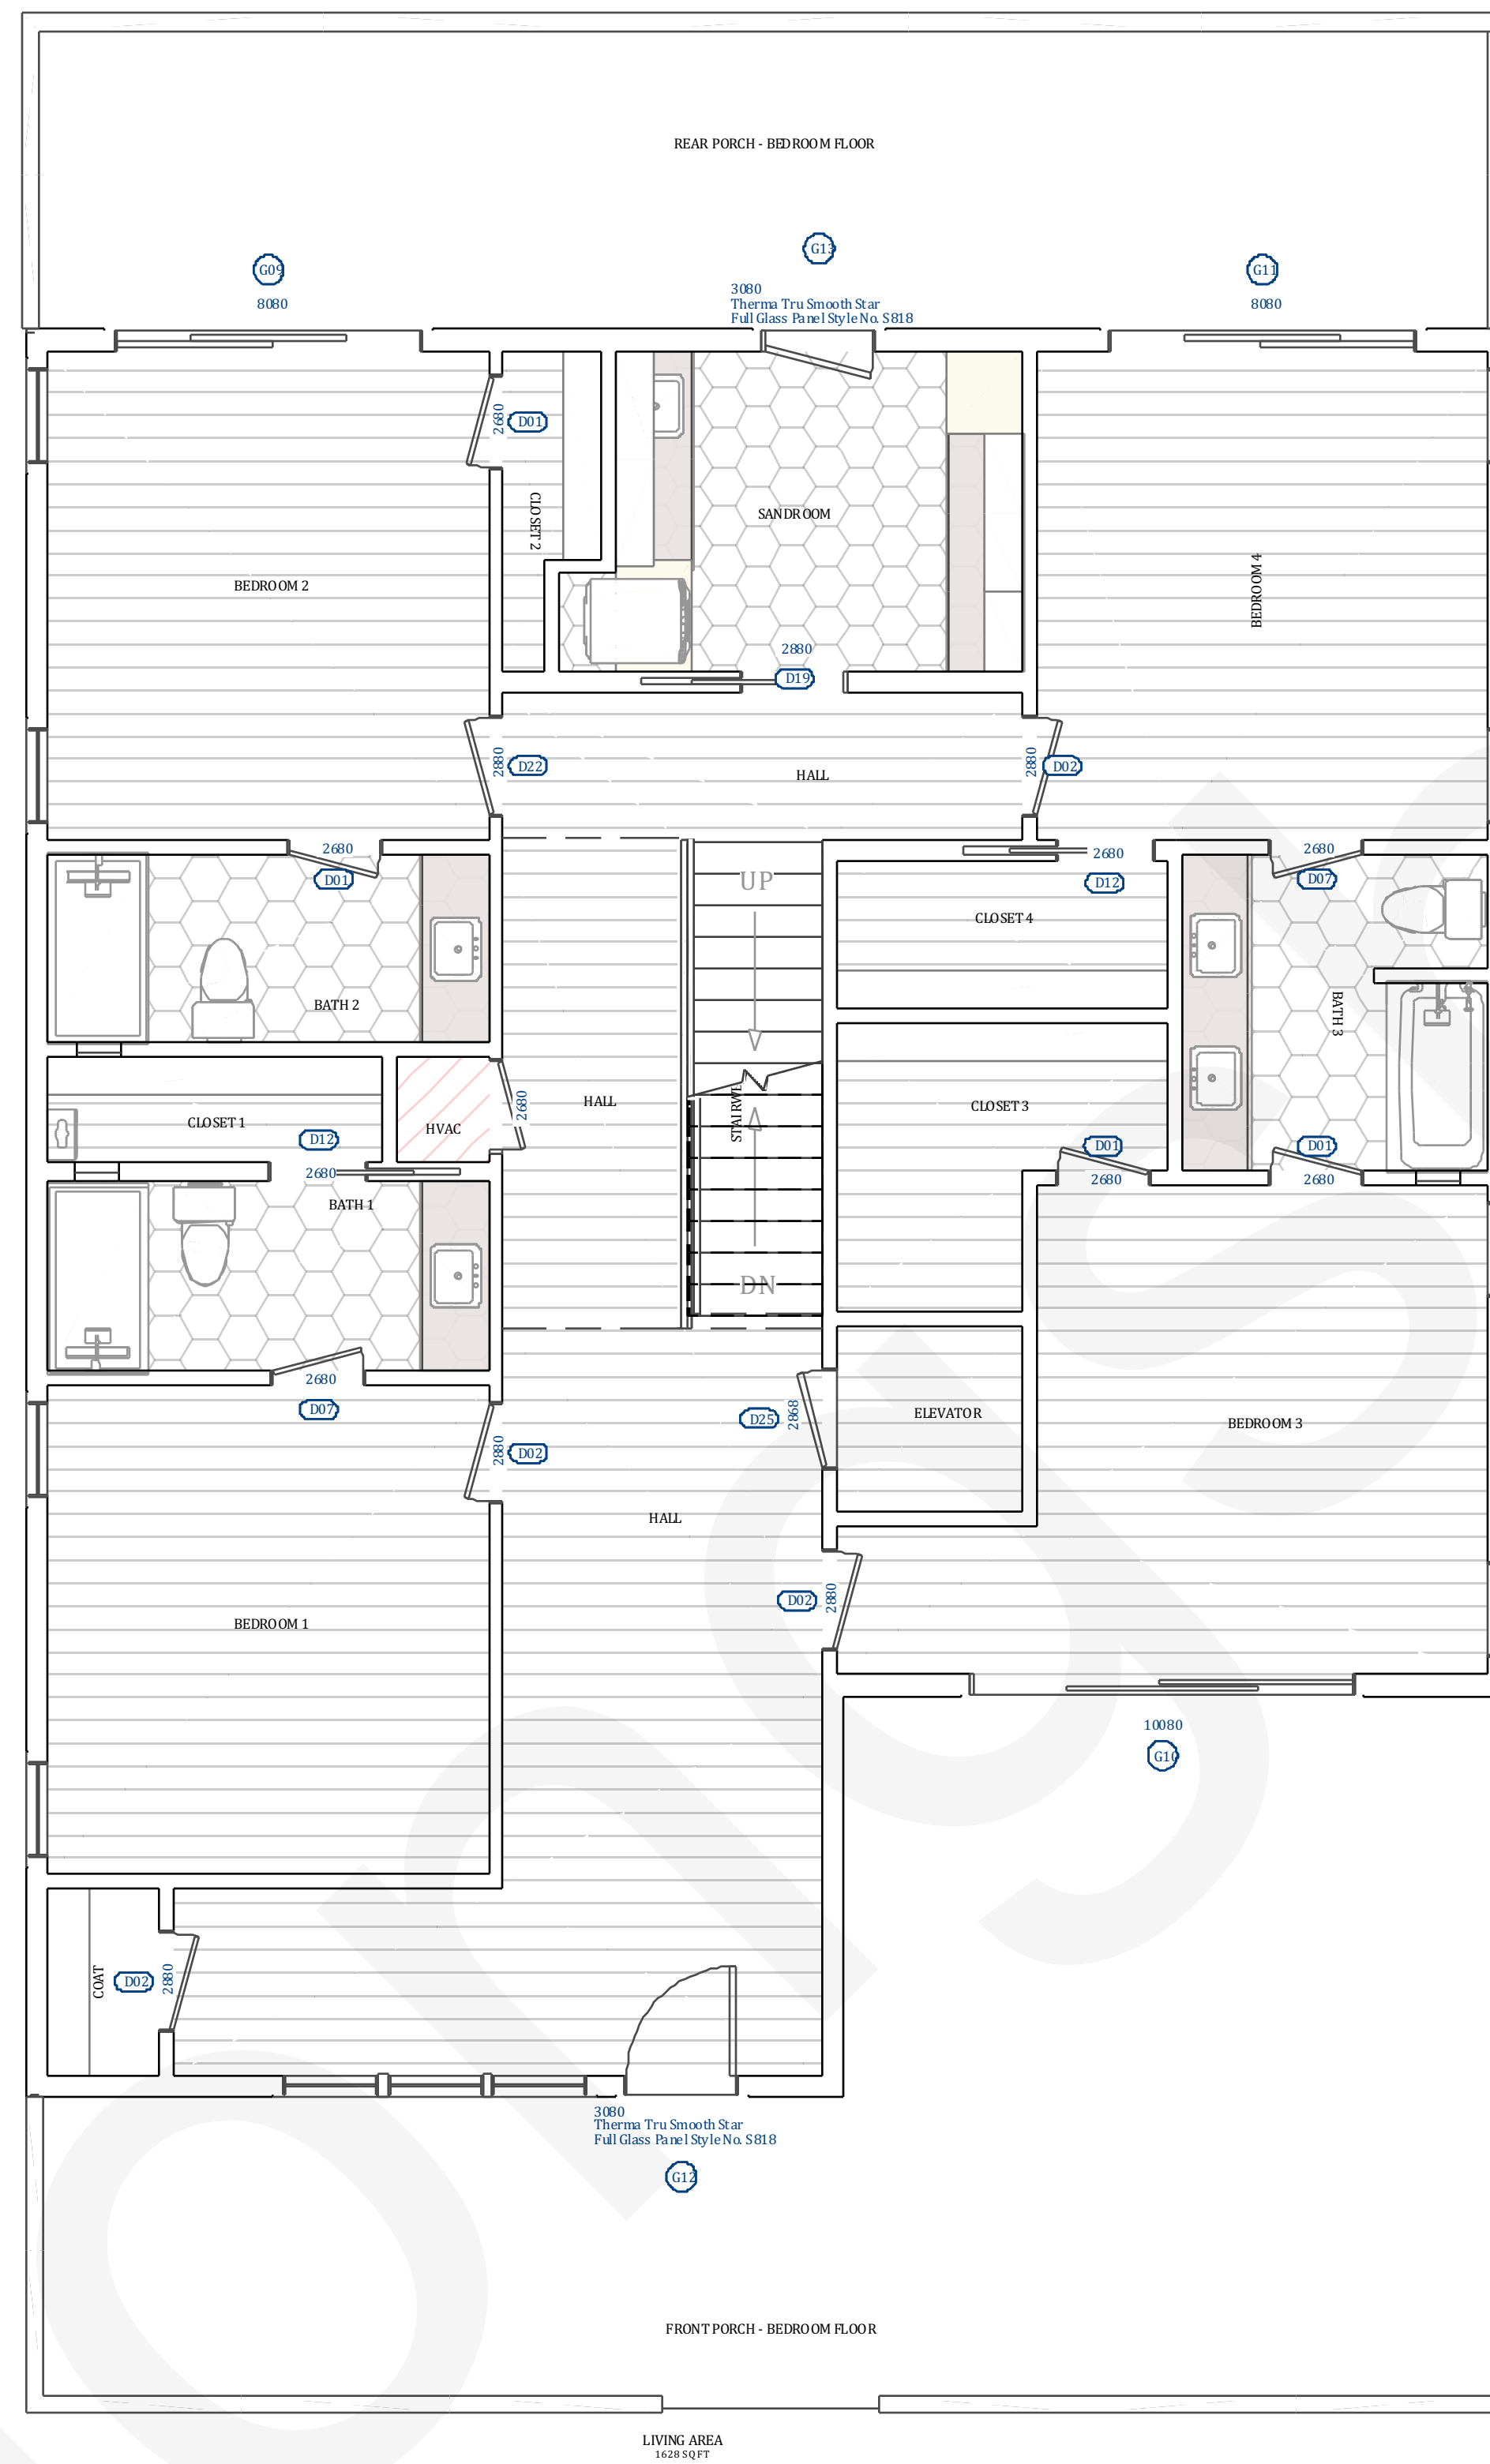 REAR PORCH - BEDROOM FLOOR
G09
8080
G13
3080
Therma Tru Smooth Star
Full Glass Panel Style No. S818
G11
8080
2680
D01
CLOSET 2
SANDROOM
BEDROOM 2
BEDROOM 4
2880
D19
2880
D22
HALL
2880
D02
2680
D01
2680
D12
2680
D07
UP
CLOSET 4
BATH 2
BATH 3
HALL
STAIRWE
CLOSET 3
2680
HVAC
CLOSET 1
D12
2680
D01
2680
D01
2680
BATH 1
DN
2680
D07
2880
D02
D25
2868
ELEVATOR
BEDROOM 3
HALL
D02
2880
BEDROOM 1
10080
G10
COAT
D02
2880
3080
Therma Tru Smooth Star
Full Glass Panel Style No. S818
G12
FRONT PORCH - BEDROOM FLOOR
LIVING AREA
1628 SQ FT